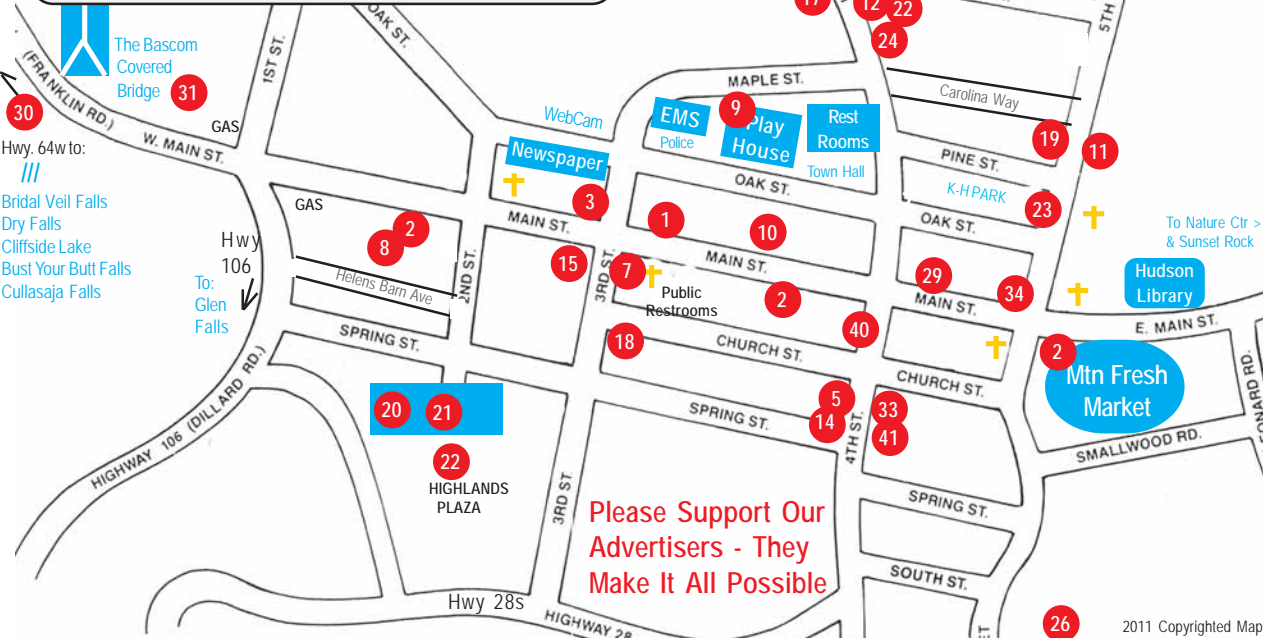 OAK ST.
17
12
22
24
5TH
The Bascom
Covered
Bridge
31
1ST ST.
(FRANKLIN RD.)
30
GAS
W. MAIN ST.
Hwy. 64w to:
///
Bridal Veil Falls
Dry Falls
Cliffside Lake
Bust Your Butt Falls
Cullasaja Falls
MAPLE ST.
Carolina Way
WebCam
EMS
Police
9
Play
House
Rest
Rooms
Town Hall
Newspaper
19
11
PINE ST.
K-H PARK
OAK ST.
3
GAS
2
8
MAIN ST.
1
10
OAK ST.
23
To Nature Ctr >
& Sunset Rock
Hwy
106
To:
Glen
Falls
Helens Barn Ave
2ND ST.
15
3RD ST.
7
MAIN ST.
Public
Restrooms
2
29
34
MAIN ST.
Hudson
Library
E. MAIN ST.
SPRING ST.
18
CHURCH ST.
40
2
Mtn Fresh
Market
CHURCH ST.
HIGHWAY 106 (DILLARD RD.)
20
21
22
HIGHLANDS
PLAZA
SPRING ST.
5
14
4TH ST.
33
41
SMALLWOOD RD.
ONARD RD.
3RD ST.
Please Support Our
Advertisers - They
Make It All Possible
SPRING ST.
SOUTH ST.
Hwy 28s
HIGHWAY 28
ET
26
2011 Copyrighted Map